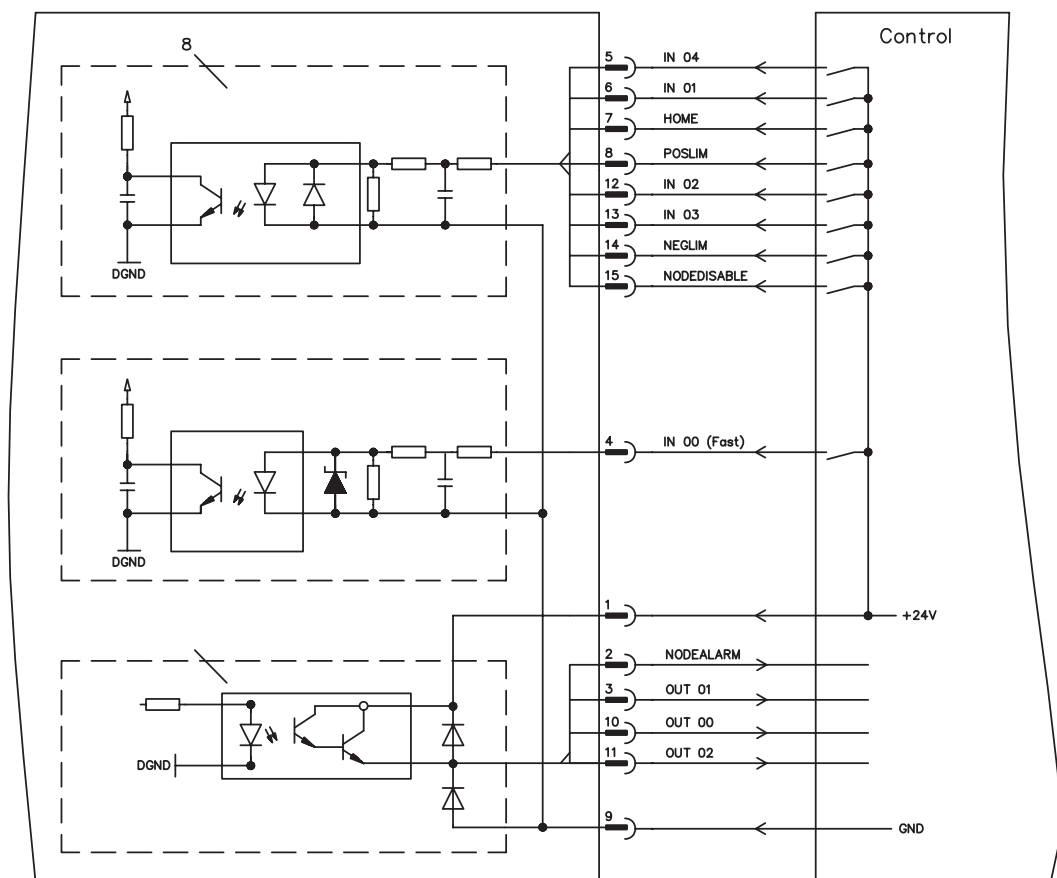 Control
8
5 IN 04
6 IN 01
7 HOME
8 POSLIM
12 IN 02
13 IN 03
14 NEGLIM
15 NODEDISABLE
DGND
4 IN 00 (Fast)
DGND
1 +24V
2 NODEALARM
3 OUT 01
10 OUT 00
11 OUT 02
DGND
9 GND